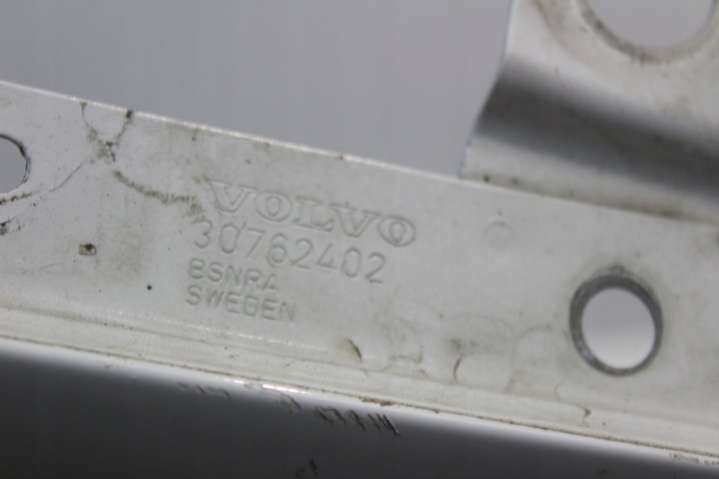 VOLVO
30762402
BSNRA
SWEDEN